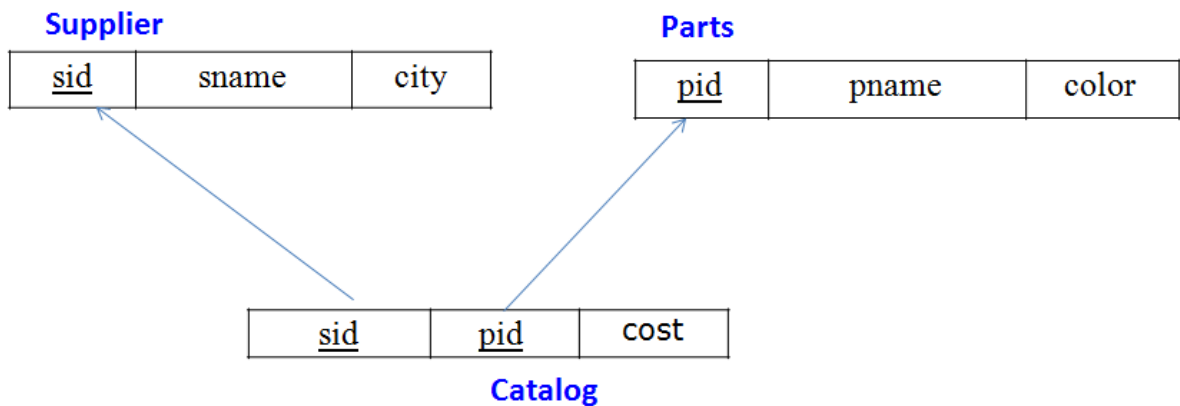 Supplier
sid sname city
Parts
pid pname color
sid pid cost
Catalog